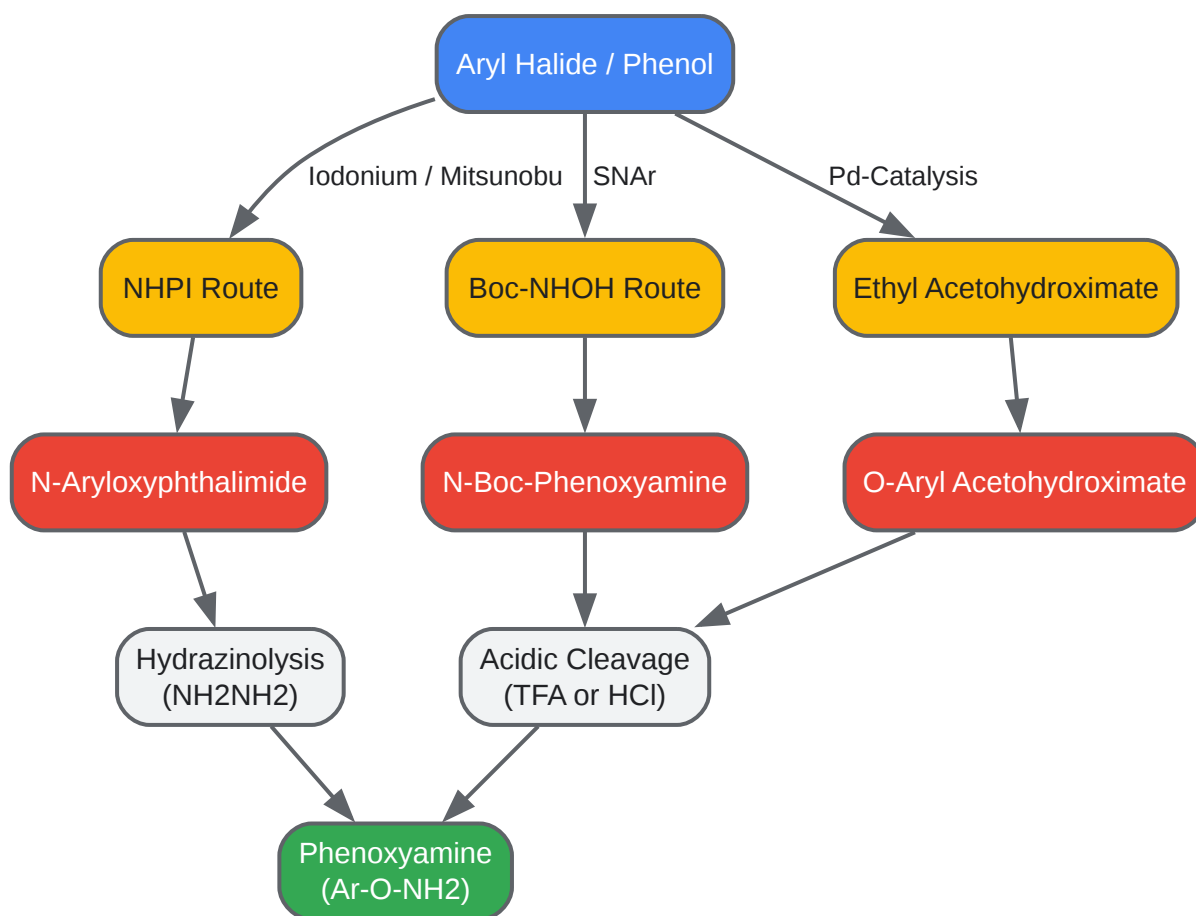 Aryl Halide / Phenol
Iodonium / Mitsunobu
SNAr
Pd-Catalysis
NHPI Route
Boc-NHOH Route
Ethyl Acetohydroximate
N-Aryloxyphthalimide
N-Boc-Phenoxyamine
O-Aryl Acetohydroximate
Hydrazinolysis
(NH2NH2)
Acidic Cleavage
(TFA or HCl)
Phenoxyamine
(Ar-O-NH2)